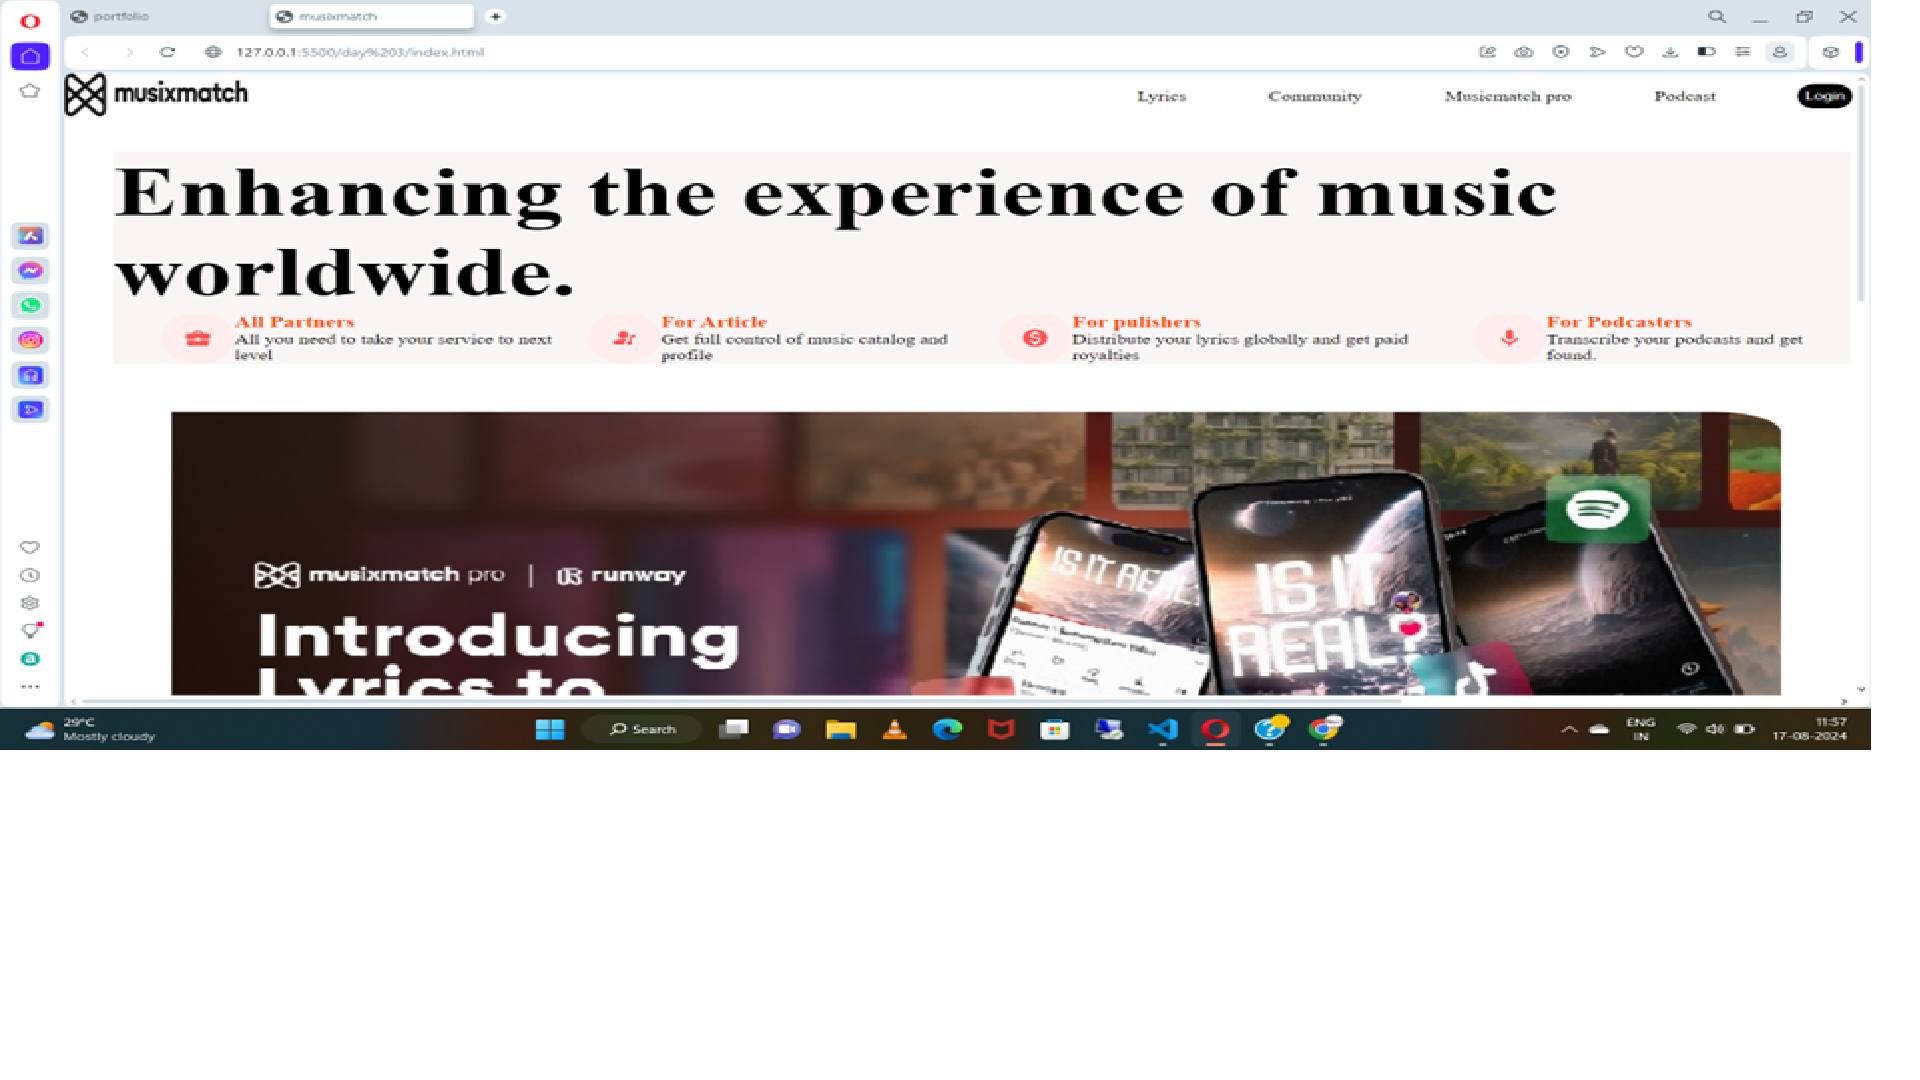 portfolio
musixmatch
127.0.0.1:5500/day%203/index.html
musixmatch
Lyrics Community Musicmatch pro Podcast Login
Enhancing the experience of music
worldwide.
All Partners
All you need to take your service to next
level
For Article
Get full control of music catalog and
profile
For pulishers
Distribute your lyrics globally and get paid
royalties
For Podcasters
Transcribe your podcasts and get
found.
musixmatch pro | runway
Introducing
Lyrics to
IS IT REAL
IS IT
REAL?
29°C
Mostly cloudy
Search
ENG
IN
11:57
17-08-2024